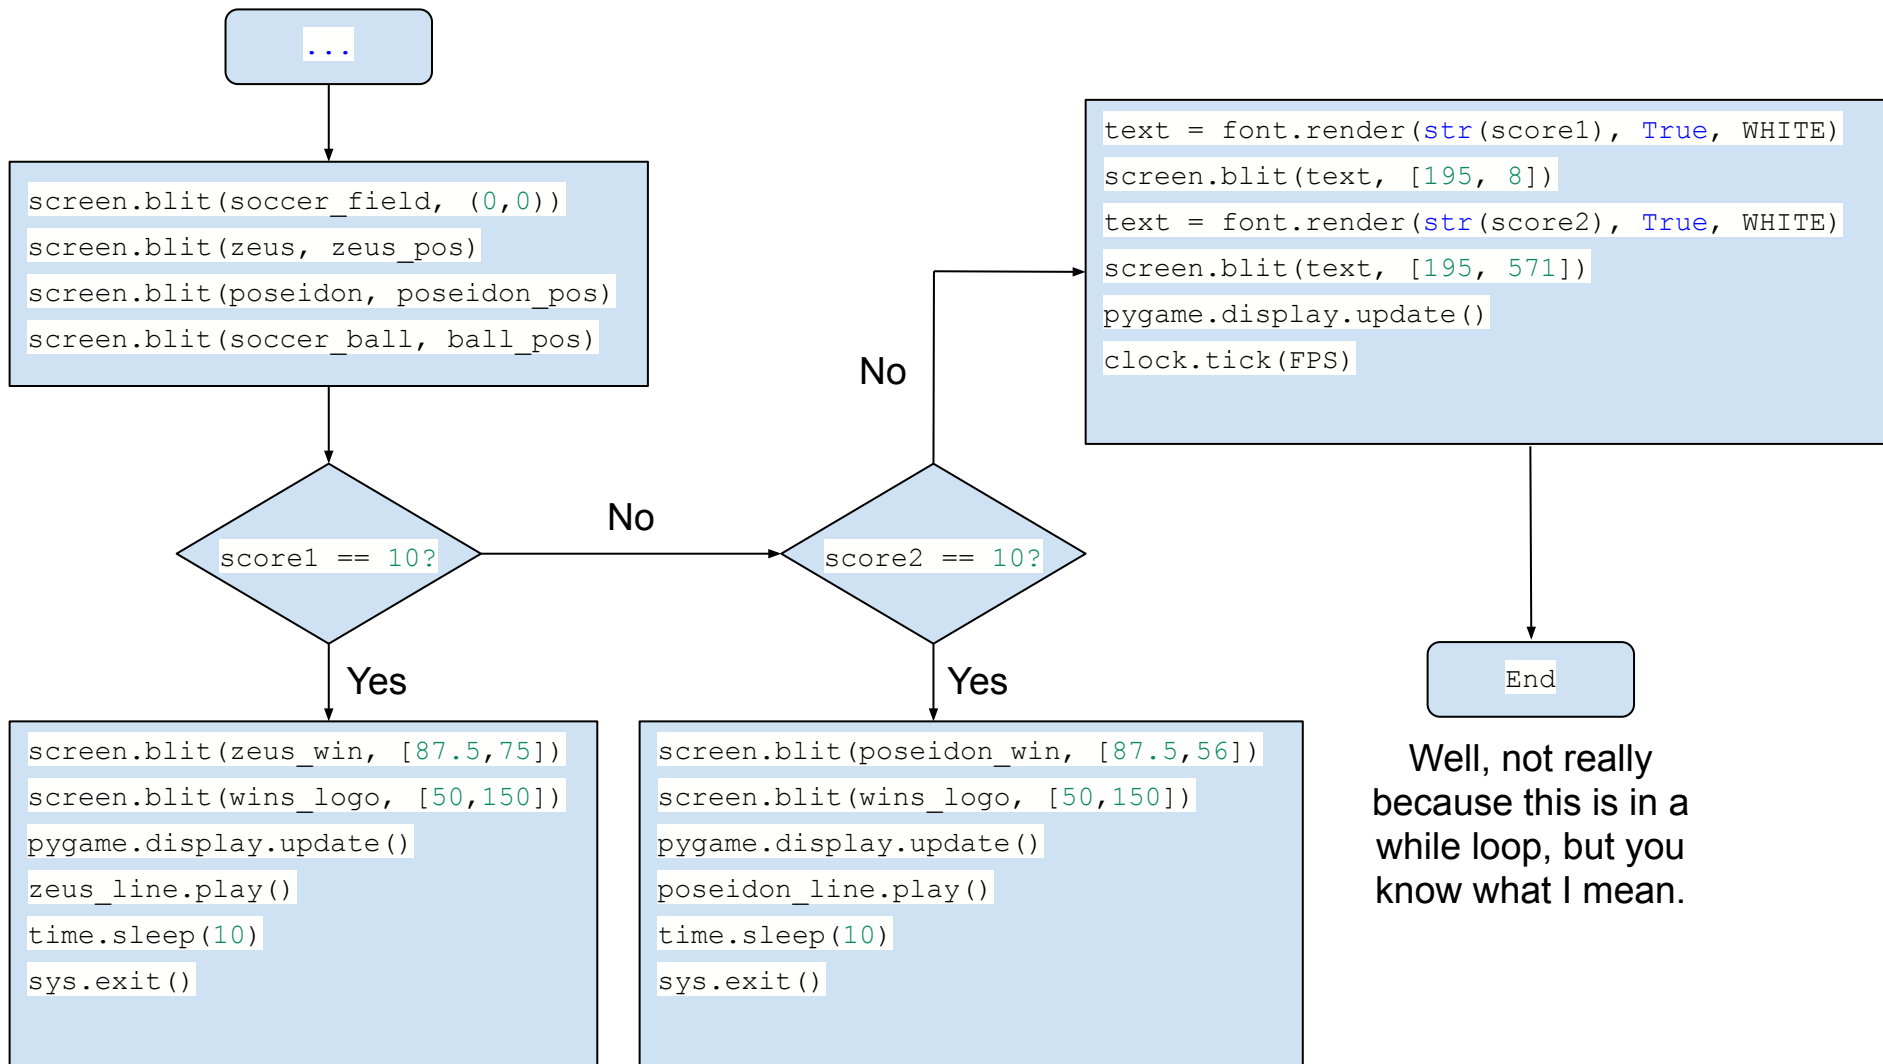 ...
screen.blit(soccer_field, (0,0))
screen.blit(zeus, zeus_pos)
screen.blit(poseidon, poseidon_pos)
screen.blit(soccer_ball, ball_pos)
score1 == 10?
No
score2 == 10?
No
text = font.render(str(score1), True, WHITE)
screen.blit(text, [195, 8])
text = font.render(str(score2), True, WHITE)
screen.blit(text, [195, 571])
pygame.display.update()
clock.tick(FPS)
End
Well, not really
because this is in a
while loop, but you
know what I mean.
Yes
screen.blit(zeus_win, [87.5,75])
screen.blit(wins_logo, [50,150])
pygame.display.update()
zeus_line.play()
time.sleep(10)
sys.exit()
Yes
screen.blit(poseidon_win, [87.5,56])
screen.blit(wins_logo, [50,150])
pygame.display.update()
poseidon_line.play()
time.sleep(10)
sys.exit()